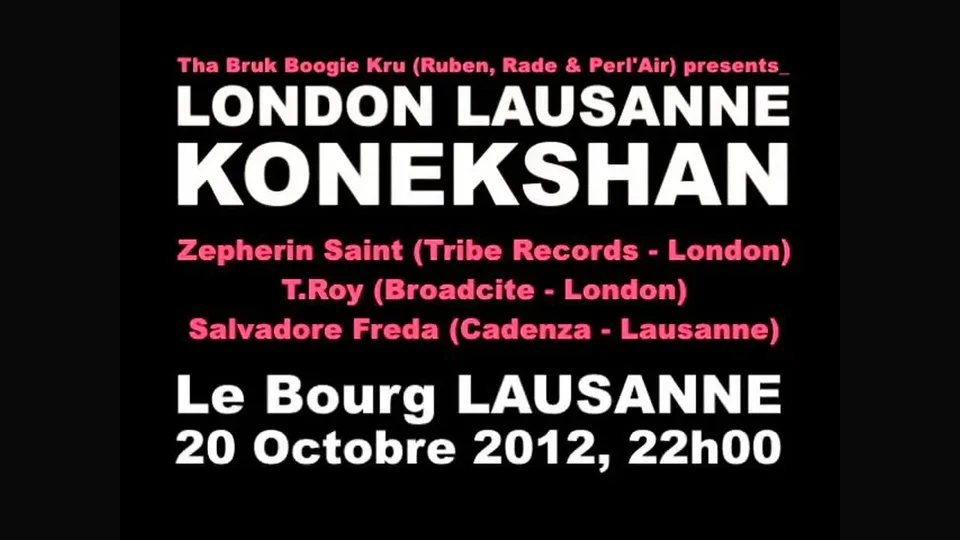 Tha Bruk Boogie Kru (Ruben, Rade & Perl'Air) presents_
LONDON LAUSANNE
KONEKSHAN
Zepherin Saint (Tribe Records - London)
T.Roy (Broadcite - London)
Salvadore Freda (Cadenza - Lausanne)
Le Bourg LAUSANNE
20 Octobre 2012, 22h00